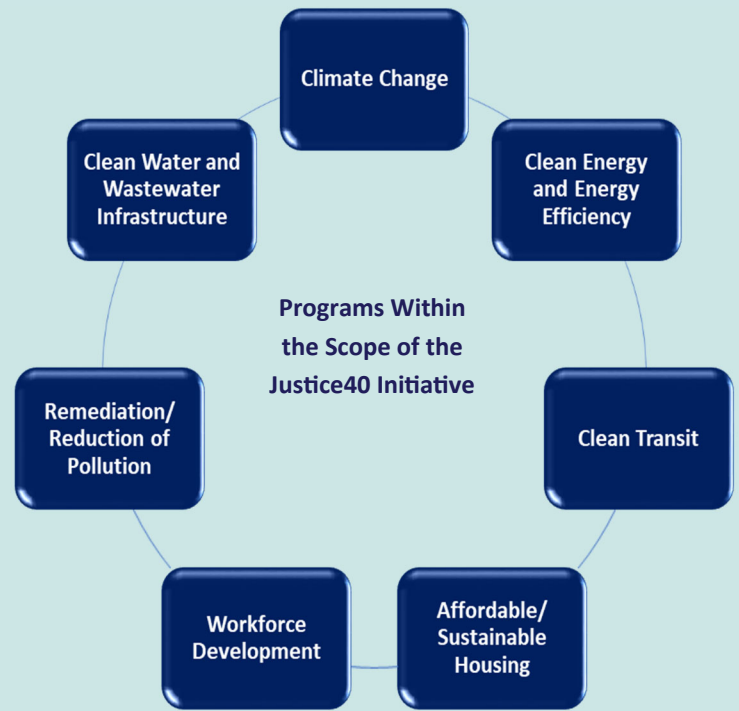 Climate Change
Clean Energy
and Energy
Efficiency
Clean Transit
Affordable/
Sustainable
Housing
Workforce
Development
Remediation/
Reduction of
Pollution
Clean Water and
Wastewater
Infrastructure
Programs Within
the Scope of the
Justice40 Initiative